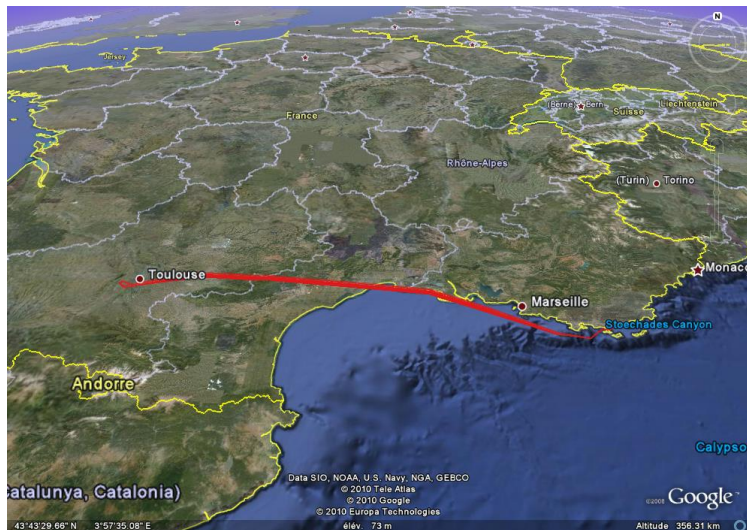 N
Jersey
France
(Berne) Bern
Suisse
Liechtenstein
Rhône-Alpes
(Turin) Torino
Toulouse
Monaco
Marseille
Stoechades Canyon
Andorre
Calypso
Catalunya, Catalonia)
Data SIO, NOAA, U.S. Navy, NGA, GEBCO
© 2010 Tele Atlas
© 2010 Google
© 2010 Europa Technologies
©2009 Google
43°43'29.66" N 3°57'35.08" E élév. 73 m Altitude 356.31 km